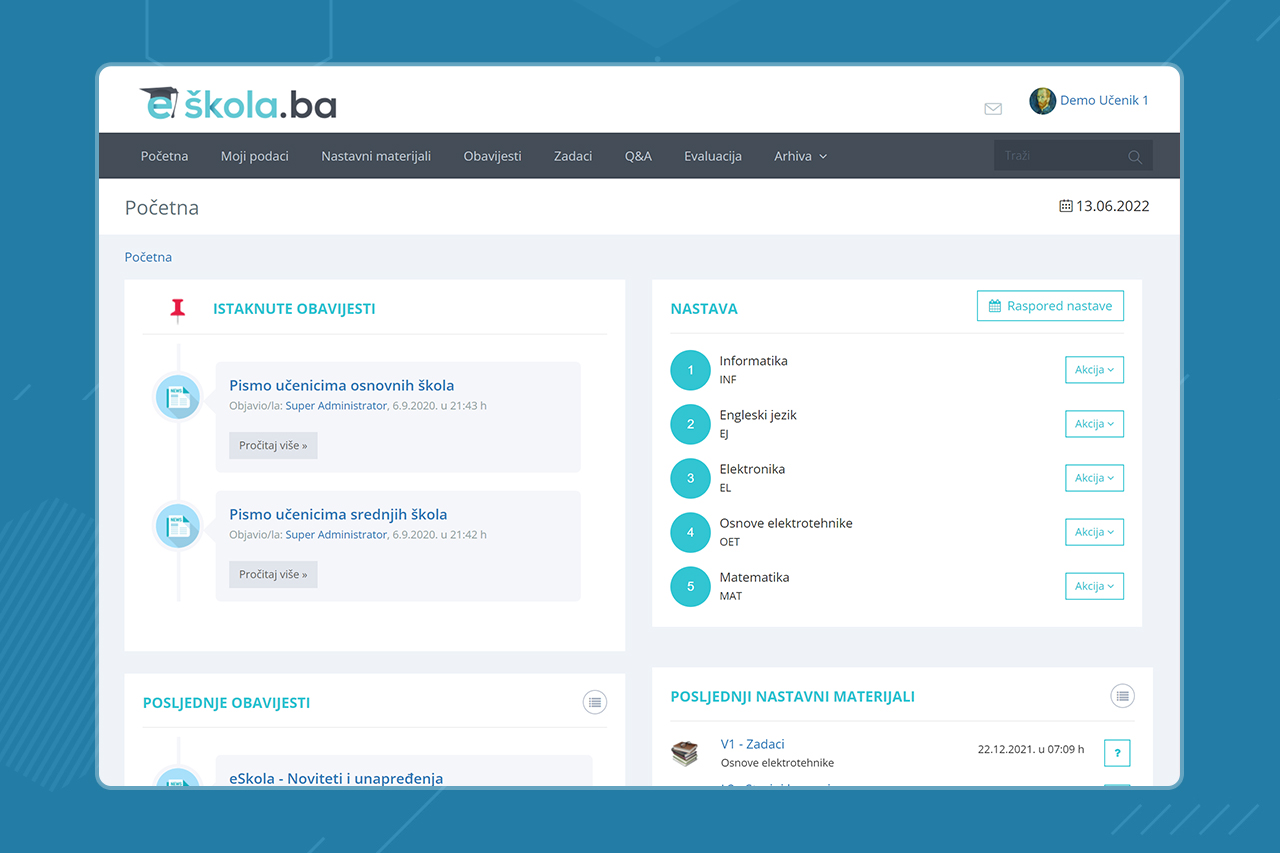 eškola.ba
Demo Učenik 1
Početna
Moji podaci
Nastavni materijali
Obavijesti
Zadaci
Q&A
Evaluacija
Arhiva
Traži
Početna
13.06.2022
Početna
ISTAKNUTE OBAVIJESTI
NEWS
Pismo učenicima osnovnih škola
Objavio/la: Super Administrator, 6.9.2020. u 21:43 h
Pročitaj više »
NEWS
Pismo učenicima srednjih škola
Objavio/la: Super Administrator, 6.9.2020. u 21:42 h
Pročitaj više »
NASTAVA
Raspored nastave
1
Informatika
INF
Akcija
2
Engleski jezik
EJ
Akcija
3
Elektronika
EL
Akcija
4
Osnove elektrotehnike
OET
Akcija
5
Matematika
MAT
Akcija
POSLJEDNJE OBAVIJESTI
NEWS
eSkola - Noviteti i unapređenja
POSLJEDNJI NASTAVNI MATERIJALI
V1 - Zadaci
Osnove elektrotehnike
22.12.2021. u 07:09 h
?